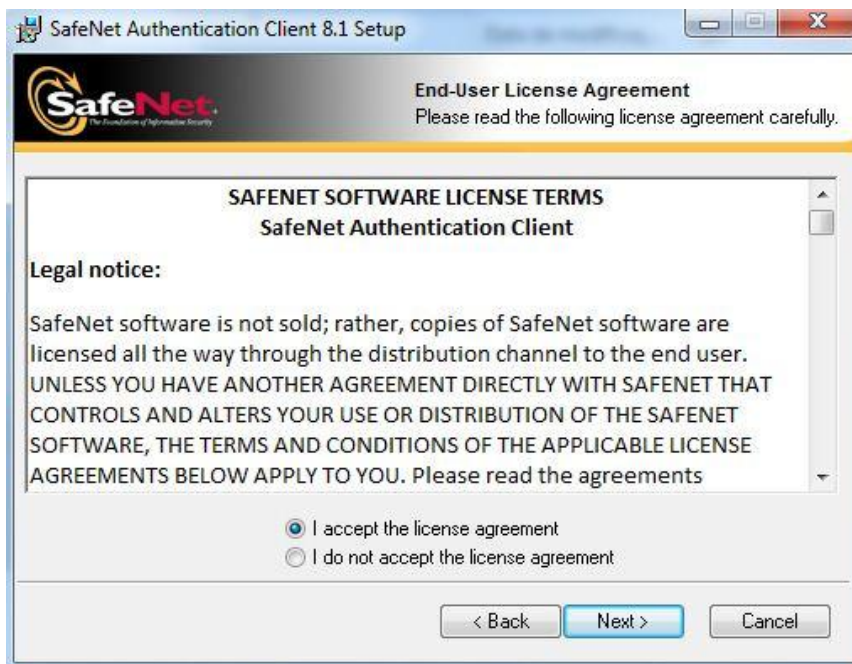 SafeNet Authentication Client 8.1 Setup
SafeNet.
The Foundation of Information Security
End-User License Agreement
Please read the following license agreement carefully.
SAFENET SOFTWARE LICENSE TERMS
SafeNet Authentication Client
Legal notice:
SafeNet software is not sold; rather, copies of SafeNet software are
licensed all the way through the distribution channel to the end user.
UNLESS YOU HAVE ANOTHER AGREEMENT DIRECTLY WITH SAFENET THAT
CONTROLS AND ALTERS YOUR USE OR DISTRIBUTION OF THE SAFENET
SOFTWARE, THE TERMS AND CONDITIONS OF THE APPLICABLE LICENSE
AGREEMENTS BELOW APPLY TO YOU. Please read the agreements
I accept the license agreement
I do not accept the license agreement
< Back
Next >
Cancel